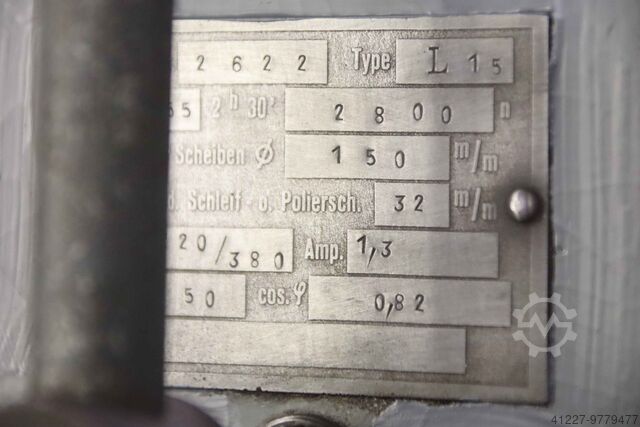 2622 Type L 15
55 2 h 30' 2800 n
Scheiben Ø 150 m/m
d. Schleif- o. Poliersch. 32 m/m
20/380 Amp. 1,3
50 cos. φ 0,82
41227-9779477